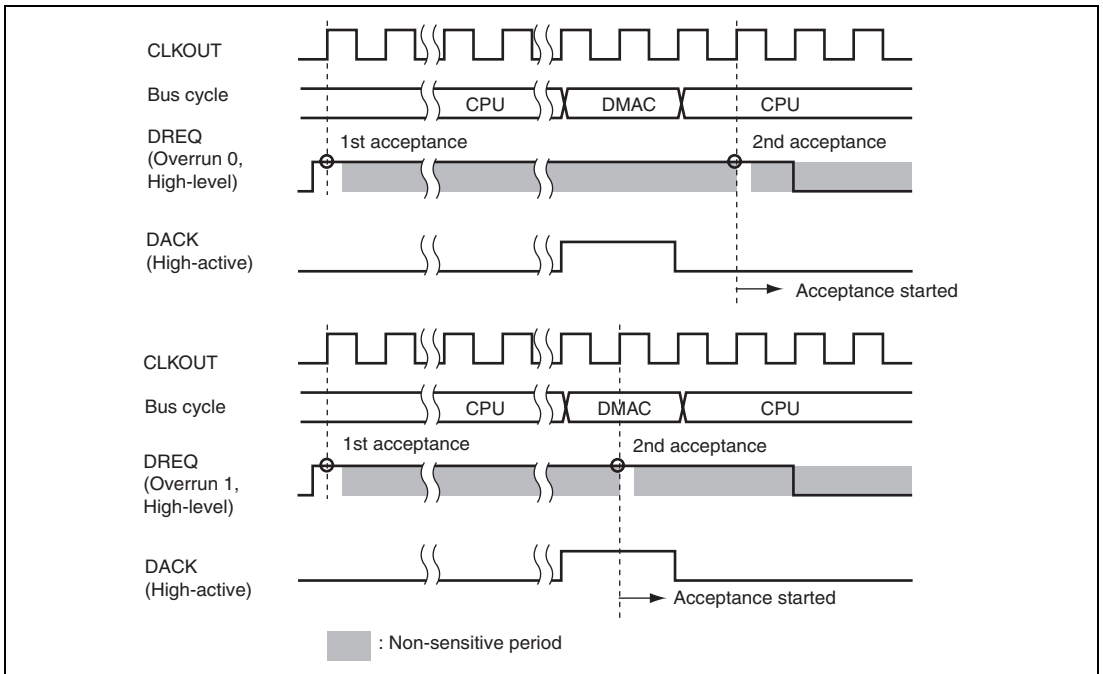 CLKOUT
Bus cycle
CPU
DMAC
CPU
DREQ
(Overrun 0,
High-level)
1st acceptance
2nd acceptance
DACK
(High-active)
Acceptance started
CLKOUT
Bus cycle
CPU
DMAC
CPU
DREQ
(Overrun 1,
High-level)
1st acceptance
2nd acceptance
DACK
(High-active)
Acceptance started
: Non-sensitive period